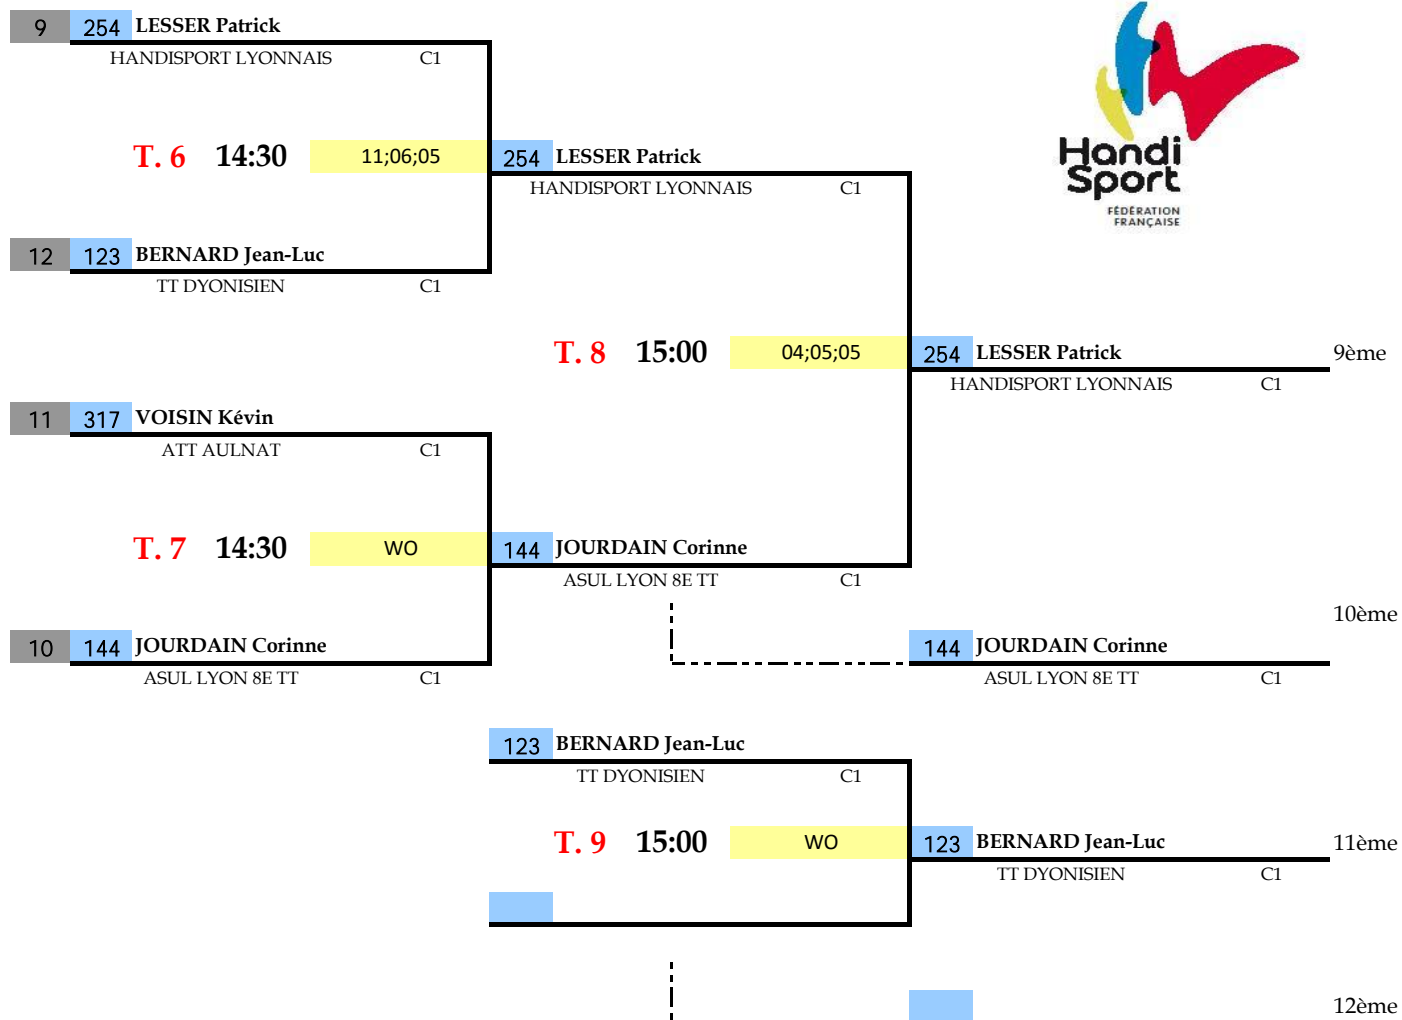 9 254 LESSER Patrick
HANDISPORT LYONNAIS C1
Handi
Sport
FÉDÉRATION
FRANÇAISE
T. 6 14:30 11;06;05 254 LESSER Patrick
HANDISPORT LYONNAIS C1
12 123 BERNARD Jean-Luc
TT DYONISIEN C1
T. 8 15:00 04;05;05 254 LESSER Patrick 9ème
HANDISPORT LYONNAIS C1
11 317 VOISIN Kévin
ATT AULNAT C1
T. 7 14:30 WO 144 JOURDAIN Corinne
ASUL LYON 8E TT C1
10ème
10 144 JOURDAIN Corinne 144 JOURDAIN Corinne
ASUL LYON 8E TT C1 ASUL LYON 8E TT C1
123 BERNARD Jean-Luc
TT DYONISIEN C1
T. 9 15:00 WO 123 BERNARD Jean-Luc 11ème
TT DYONISIEN C1
12ème